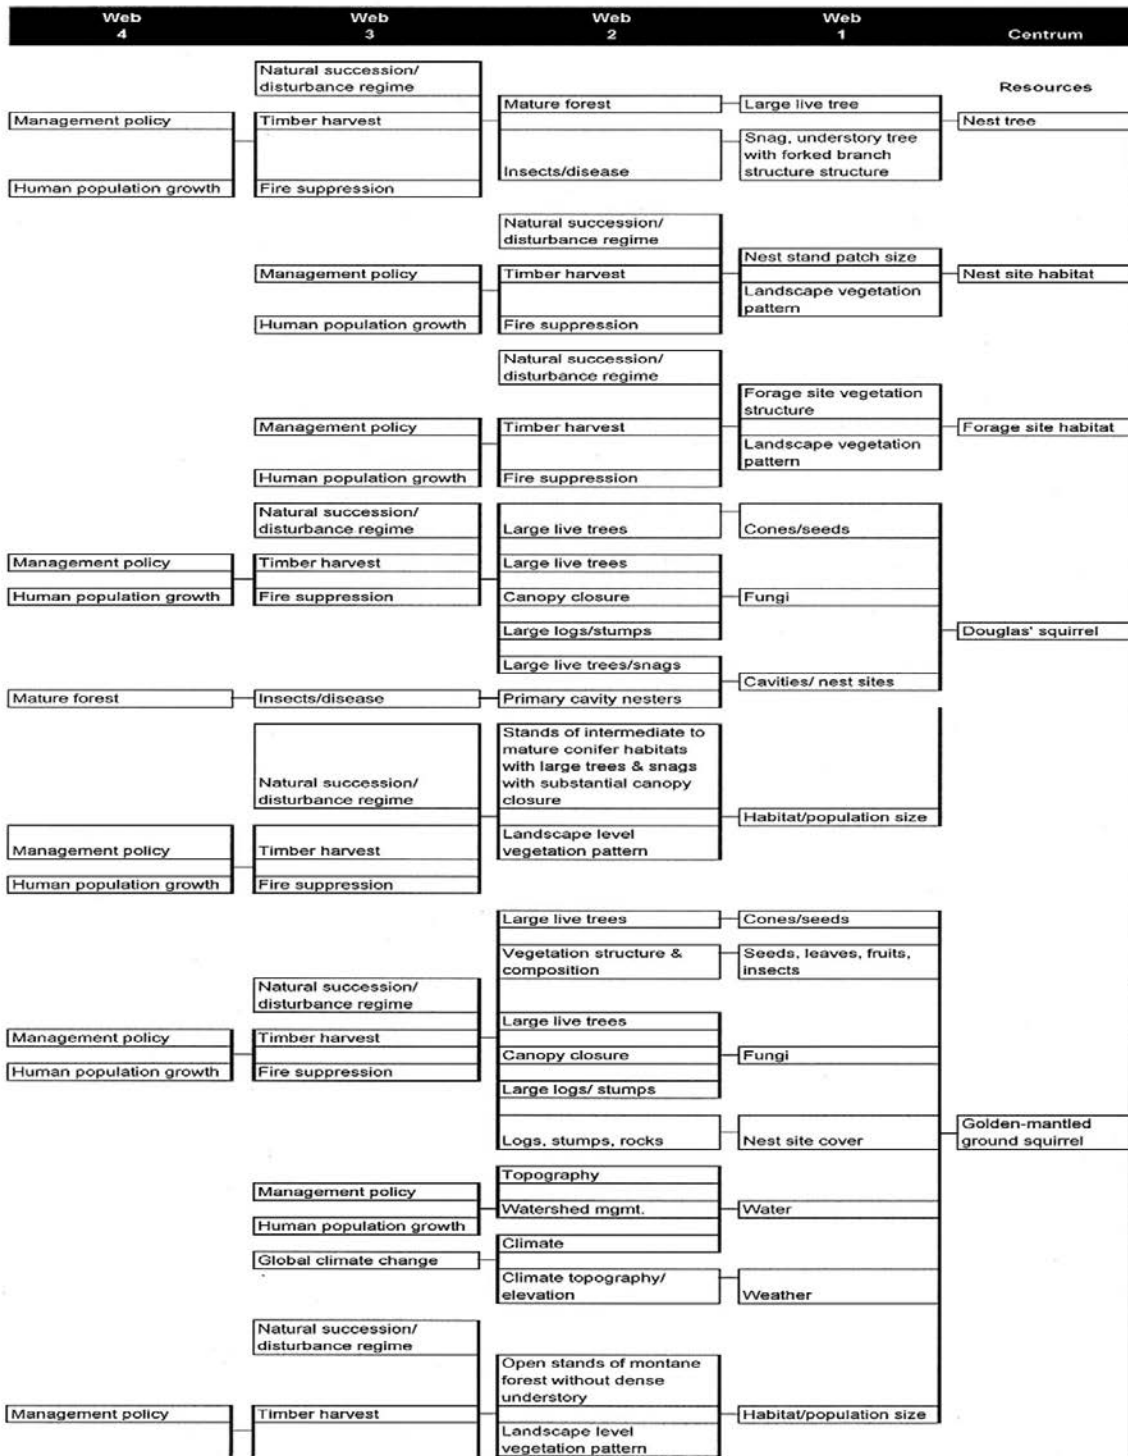 Web
4
Web
3
Web
2
Web
1
Centrum
Resources
Natural succession/
disturbance regime
Mature forest
Large live tree
Management policy
Timber harvest
Nest tree
Snag, understory tree
with forked branch
structure structure
Insects/disease
Human population growth
Fire suppression
Natural succession/
disturbance regime
Nest stand patch size
Management policy
Timber harvest
Nest site habitat
Landscape vegetation
pattern
Human population growth
Fire suppression
Natural succession/
disturbance regime
Forage site vegetation
structure
Management policy
Timber harvest
Forage site habitat
Landscape vegetation
pattern
Human population growth
Fire suppression
Natural succession/
disturbance regime
Large live trees
Cones/seeds
Management policy
Timber harvest
Large live trees
Human population growth
Fire suppression
Canopy closure
Fungi
Large logs/stumps
Douglas' squirrel
Large live trees/snags
Cavities/ nest sites
Mature forest
Insects/disease
Primary cavity nesters
Stands of intermediate to
mature conifer habitats
with large trees & snags
with substantial canopy
closure
Natural succession/
disturbance regime
Habitat/population size
Landscape level
vegetation pattern
Management policy
Timber harvest
Human population growth
Fire suppression
Large live trees
Cones/seeds
Vegetation structure &
composition
Seeds, leaves, fruits,
insects
Natural succession/
disturbance regime
Large live trees
Management policy
Timber harvest
Canopy closure
Fungi
Human population growth
Fire suppression
Large logs/ stumps
Logs, stumps, rocks
Nest site cover
Golden-mantled
ground squirrel
Topography
Management policy
Watershed mgmt.
Water
Human population growth
Climate
Global climate change
Climate topography/
elevation
Weather
Natural succession/
disturbance regime
Open stands of montane
forest without dense
understory
Management policy
Timber harvest
Habitat/population size
Landscape level
vegetation pattern